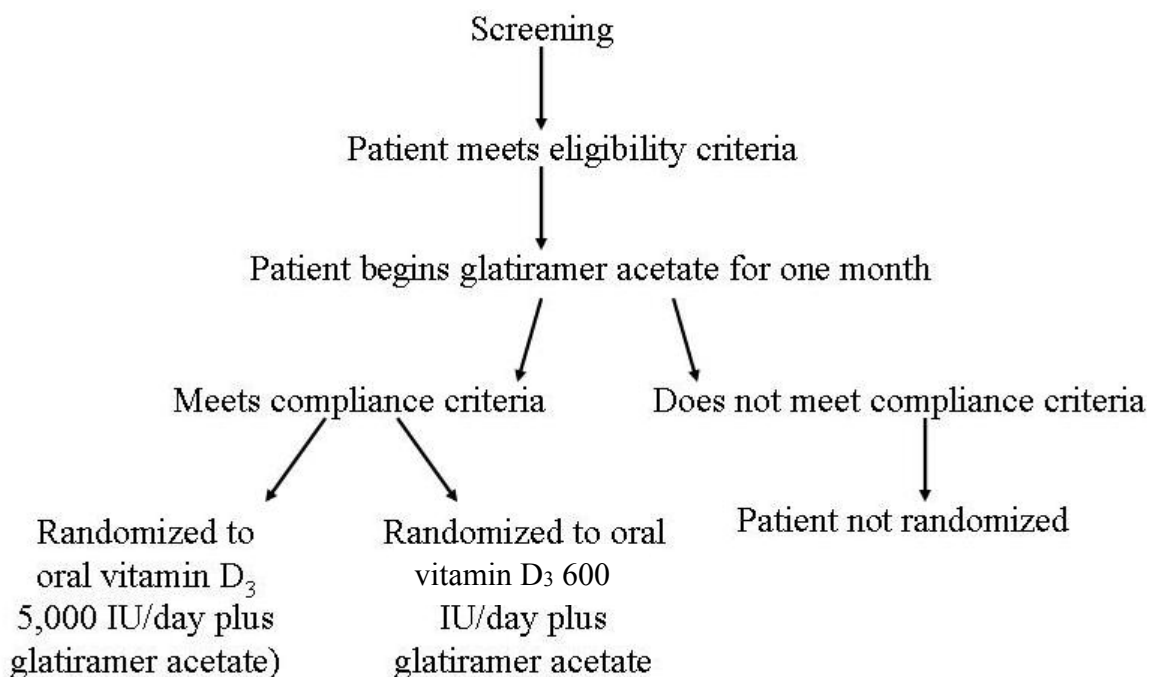 Screening
Patient meets eligibility criteria
Patient begins glatiramer acetate for one month
Meets compliance criteria
Does not meet compliance criteria
Randomized to
oral vitamin D₃
5,000 IU/day plus
glatiramer acetate)
Randomized to oral
vitamin D₃ 600
IU/day plus
glatiramer acetate
Patient not randomized